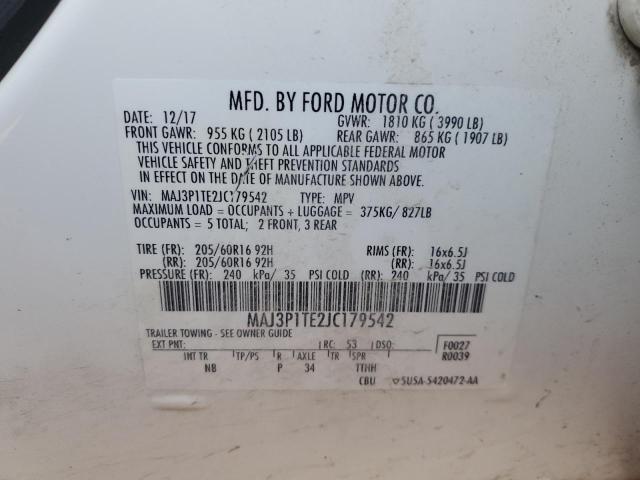 MFD. BY FORD MOTOR CO.
DATE: 12/17 GVWR: 1810 KG (3990 LB)
FRONT GAWR: 955 KG (2105 LB) REAR GAWR: 865 KG (1907 LB)
THIS VEHICLE CONFORMS TO ALL APPLICABLE FEDERAL MOTOR
VEHICLE SAFETY AND THEFT PREVENTION STANDARDS
IN EFFECT ON THE DATE OF MANUFACTURE SHOWN ABOVE.
VIN: MAJ3P1TE2JC179542 TYPE: MPV
MAXIMUM LOAD = OCCUPANTS + LUGGAGE = 375KG/ 827LB
OCCUPANTS = 5 TOTAL; 2 FRONT, 3 REAR
TIRE (FR): 205/60R16 92H RIMS (FR): 16x6.5J
(RR): 205/60R16 92H (RR): 16x6.5J
PRESSURE (FR): 240 kPa/ 35 PSI COLD (RR): 240 kPa/ 35 PSI COLD
MAJ3P1TE2JC179542
TRAILER TOWING - SEE OWNER GUIDE
EXT PNT: RC: 53 DSO: F0027
INT TR TP/PS R AXLE TR SPR R0039
NB P 34 TTHH
CBU 5USA-5420472-AA